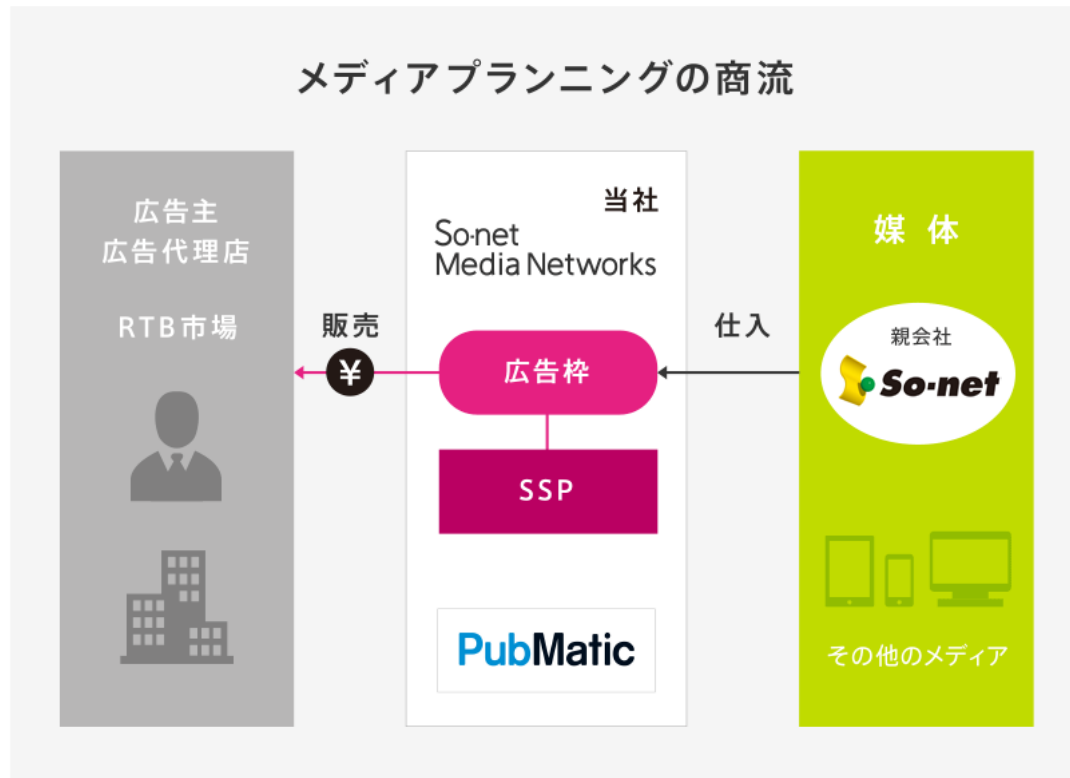 メディアプランニングの商流
広告主
広告代理店
RTB市場
販売
¥
当社
So-net
Media Networks
広告枠
SSP
PubMatic
仕入
媒 体
親会社
So-net
その他のメディア